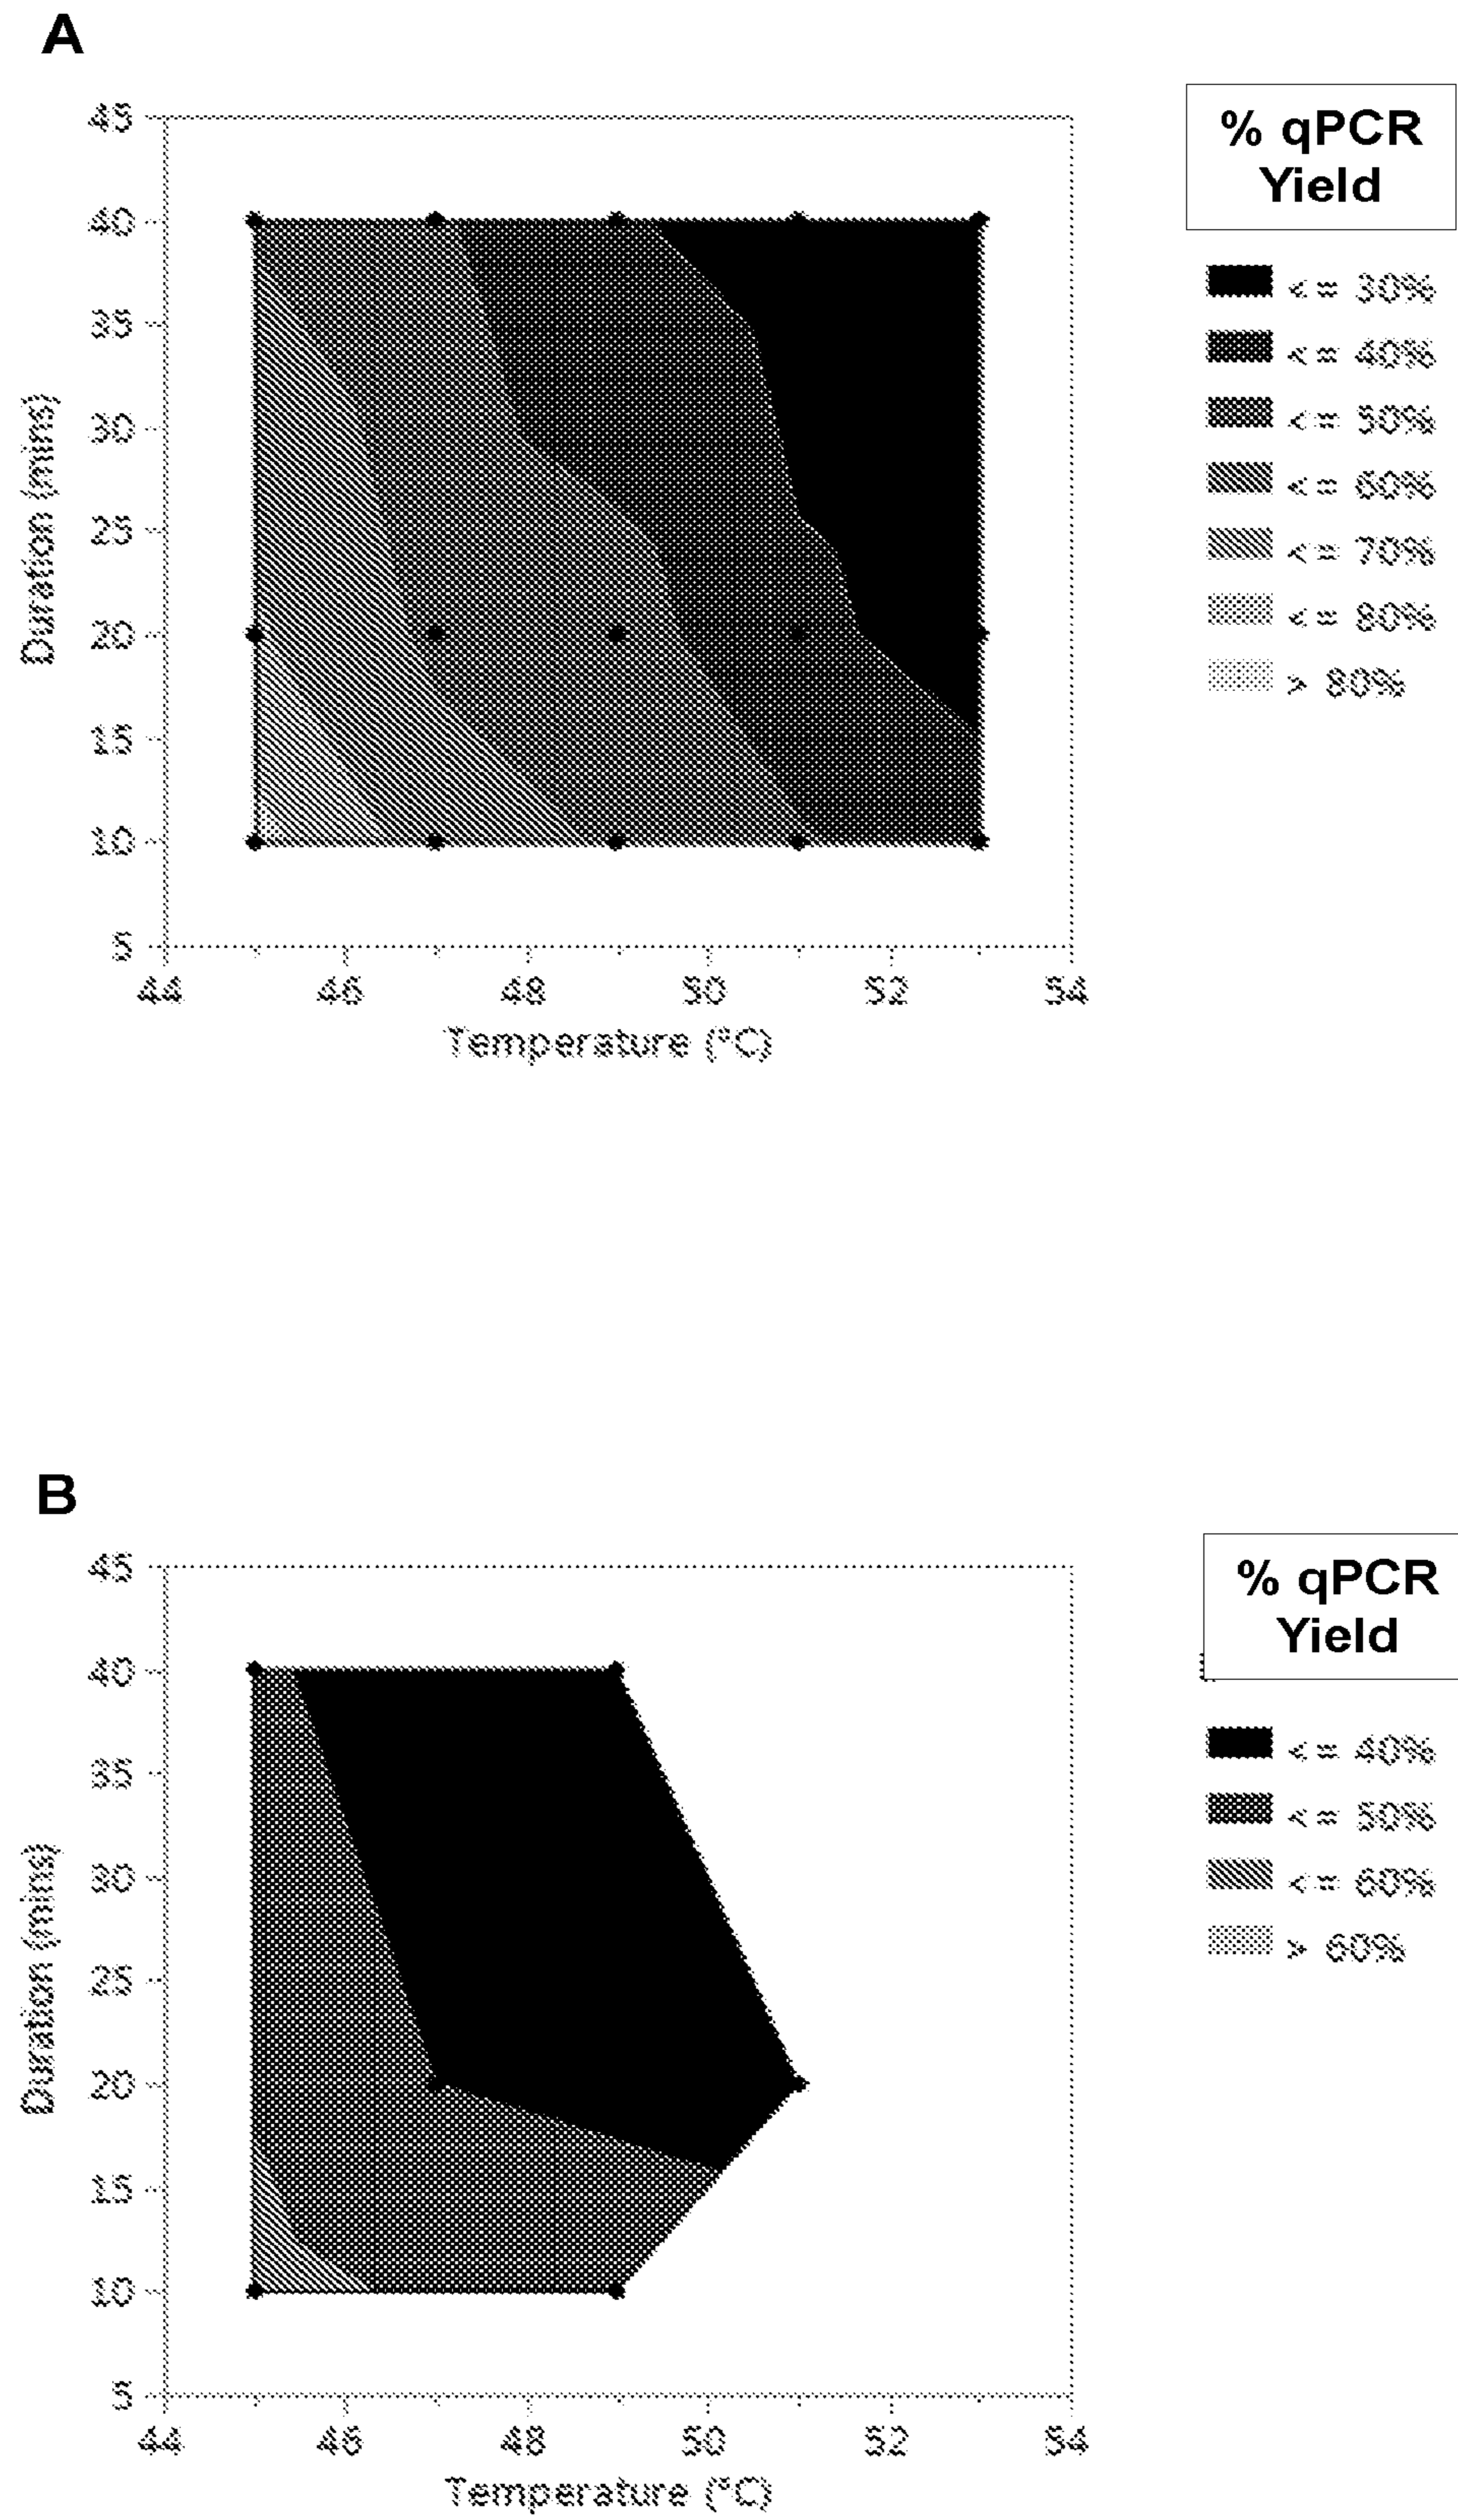 A
% qPCR
Yield
45
40
35
30
25
20
15
10
5
Duration (mins)
44 46 48 50 52 54
Temperature (°C)
<= 30%
<= 40%
<= 50%
<= 60%
<= 70%
<= 80%
> 80%
B
% qPCR
Yield
45
40
35
30
25
20
15
10
5
Duration (mins)
44 46 48 50 52 54
Temperature (°C)
<= 40%
<= 50%
<= 60%
> 60%